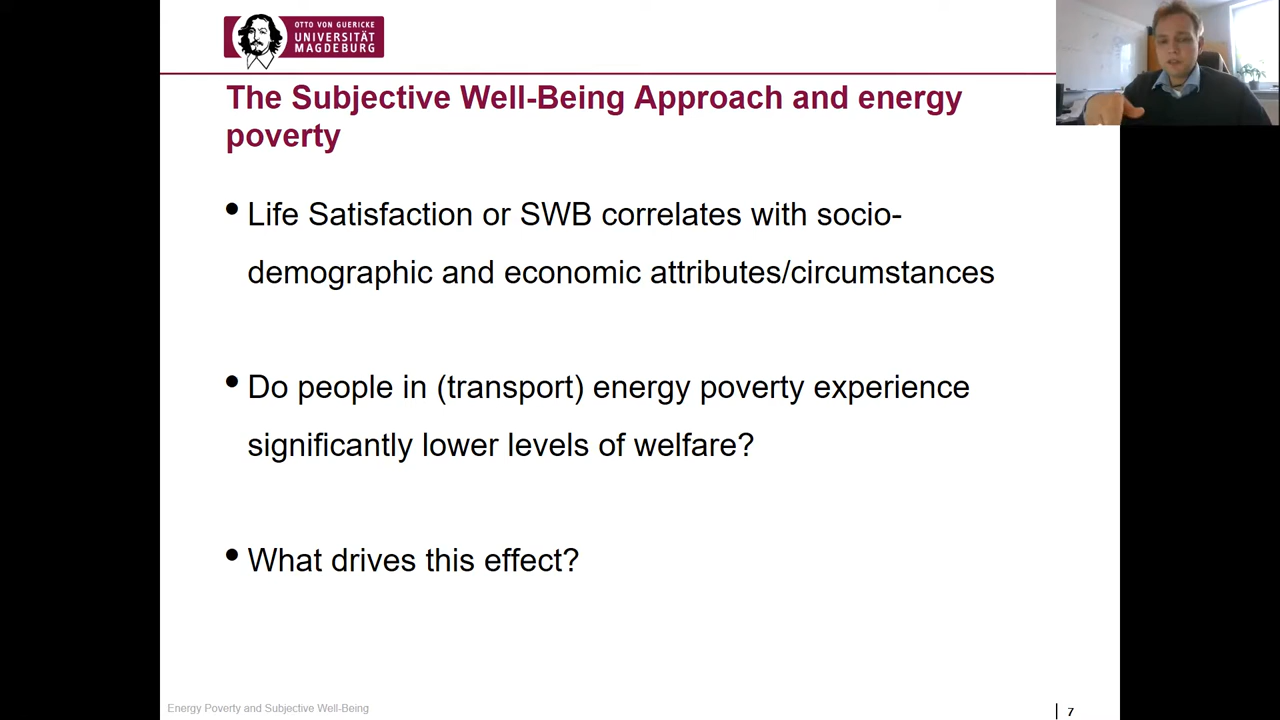 OTTO VON GUERICKE
UNIVERSITÄT
MAGDEBURG
The Subjective Well-Being Approach and energy
poverty
• Life Satisfaction or SWB correlates with socio-
demographic and economic attributes/circumstances
• Do people in (transport) energy poverty experience
significantly lower levels of welfare?
• What drives this effect?
Energy Poverty and Subjective Well-Being
7